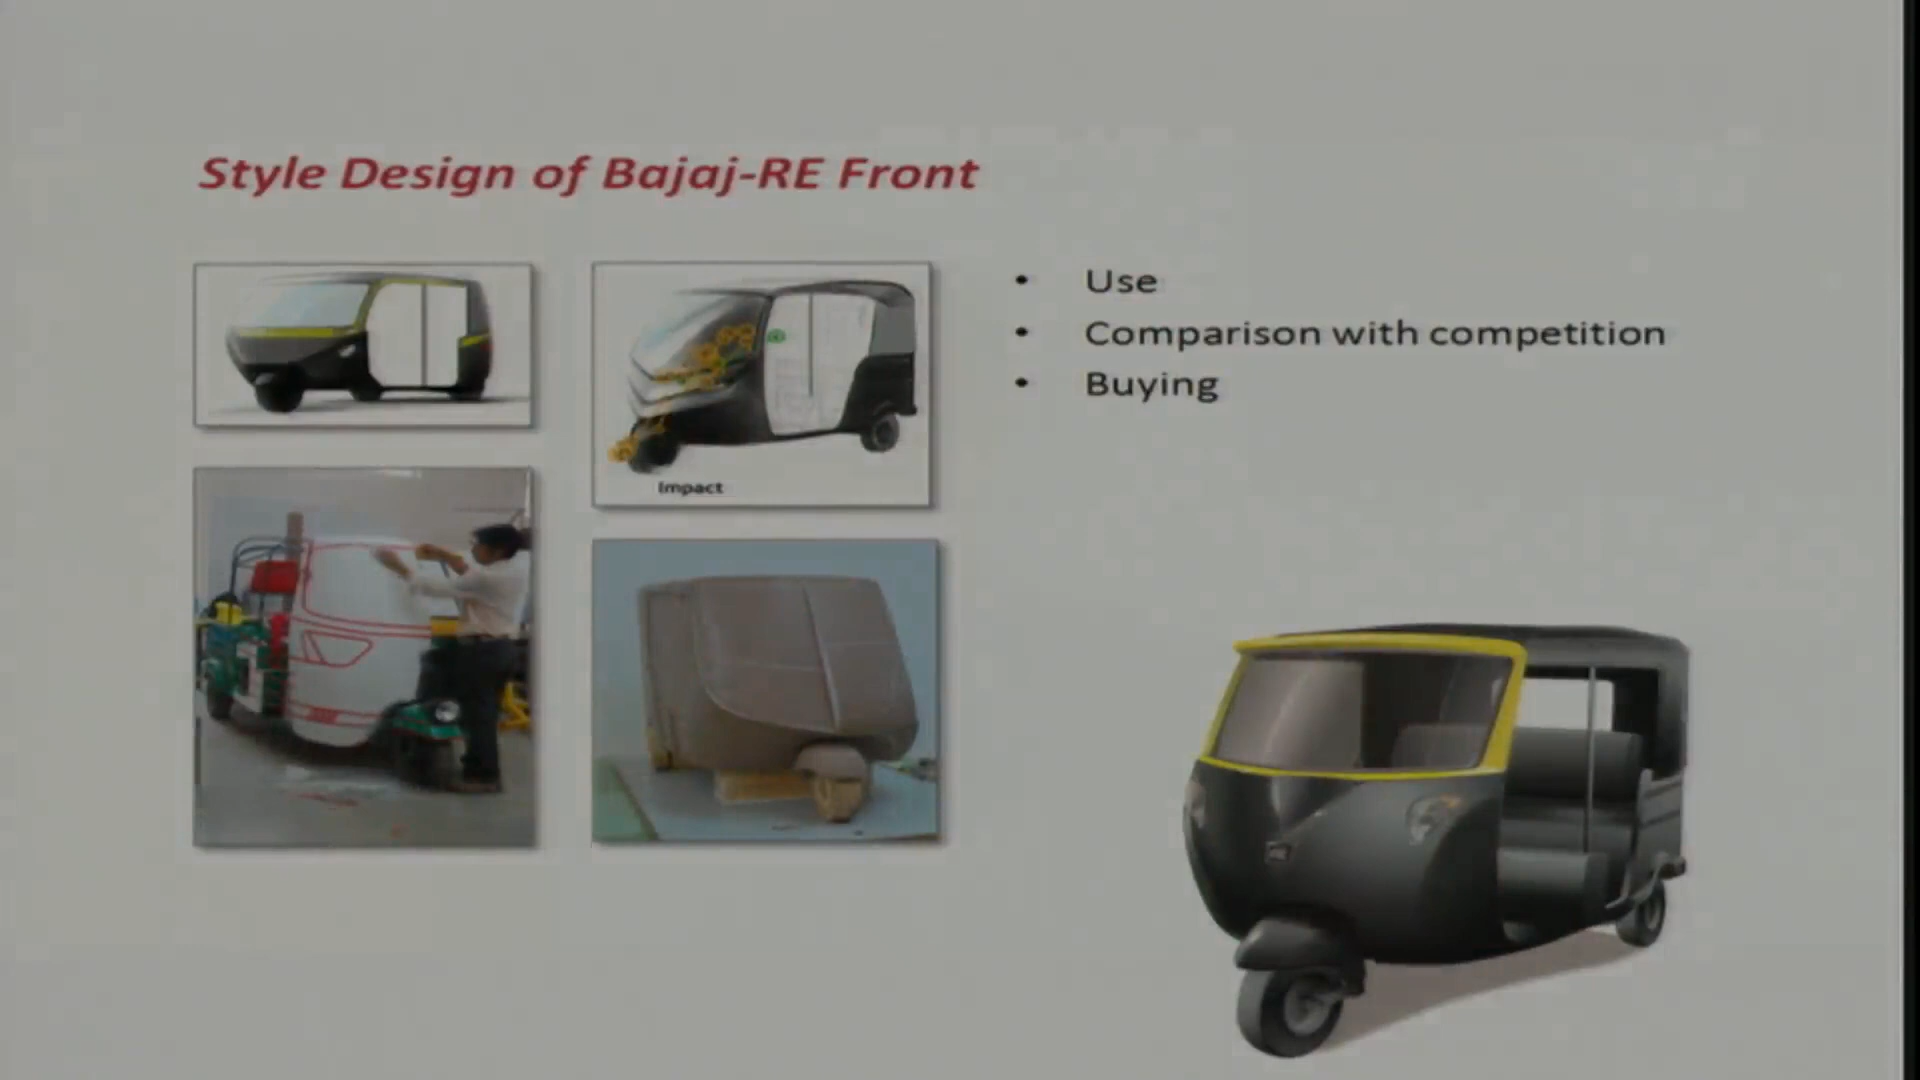 Style Design of Bajaj-RE Front
• Use
• Comparison with competition
• Buying
Impact